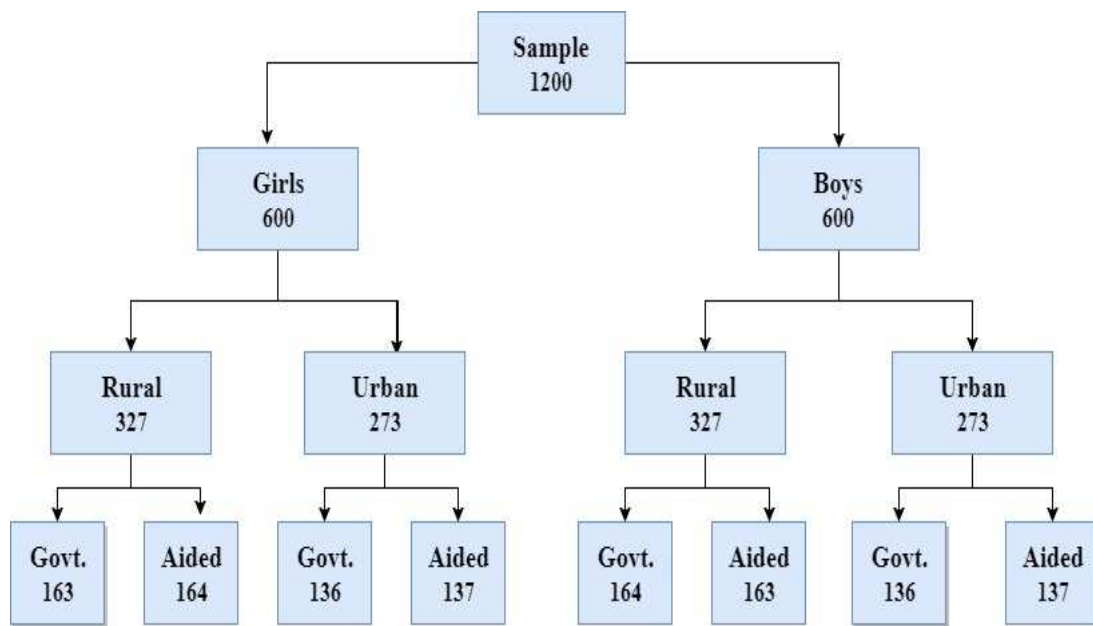 Sample
1200
Girls
600
Boys
600
Rural
327
Urban
273
Rural
327
Urban
273
Govt.
163
Aided
164
Govt.
136
Aided
137
Govt.
164
Aided
163
Govt.
136
Aided
137